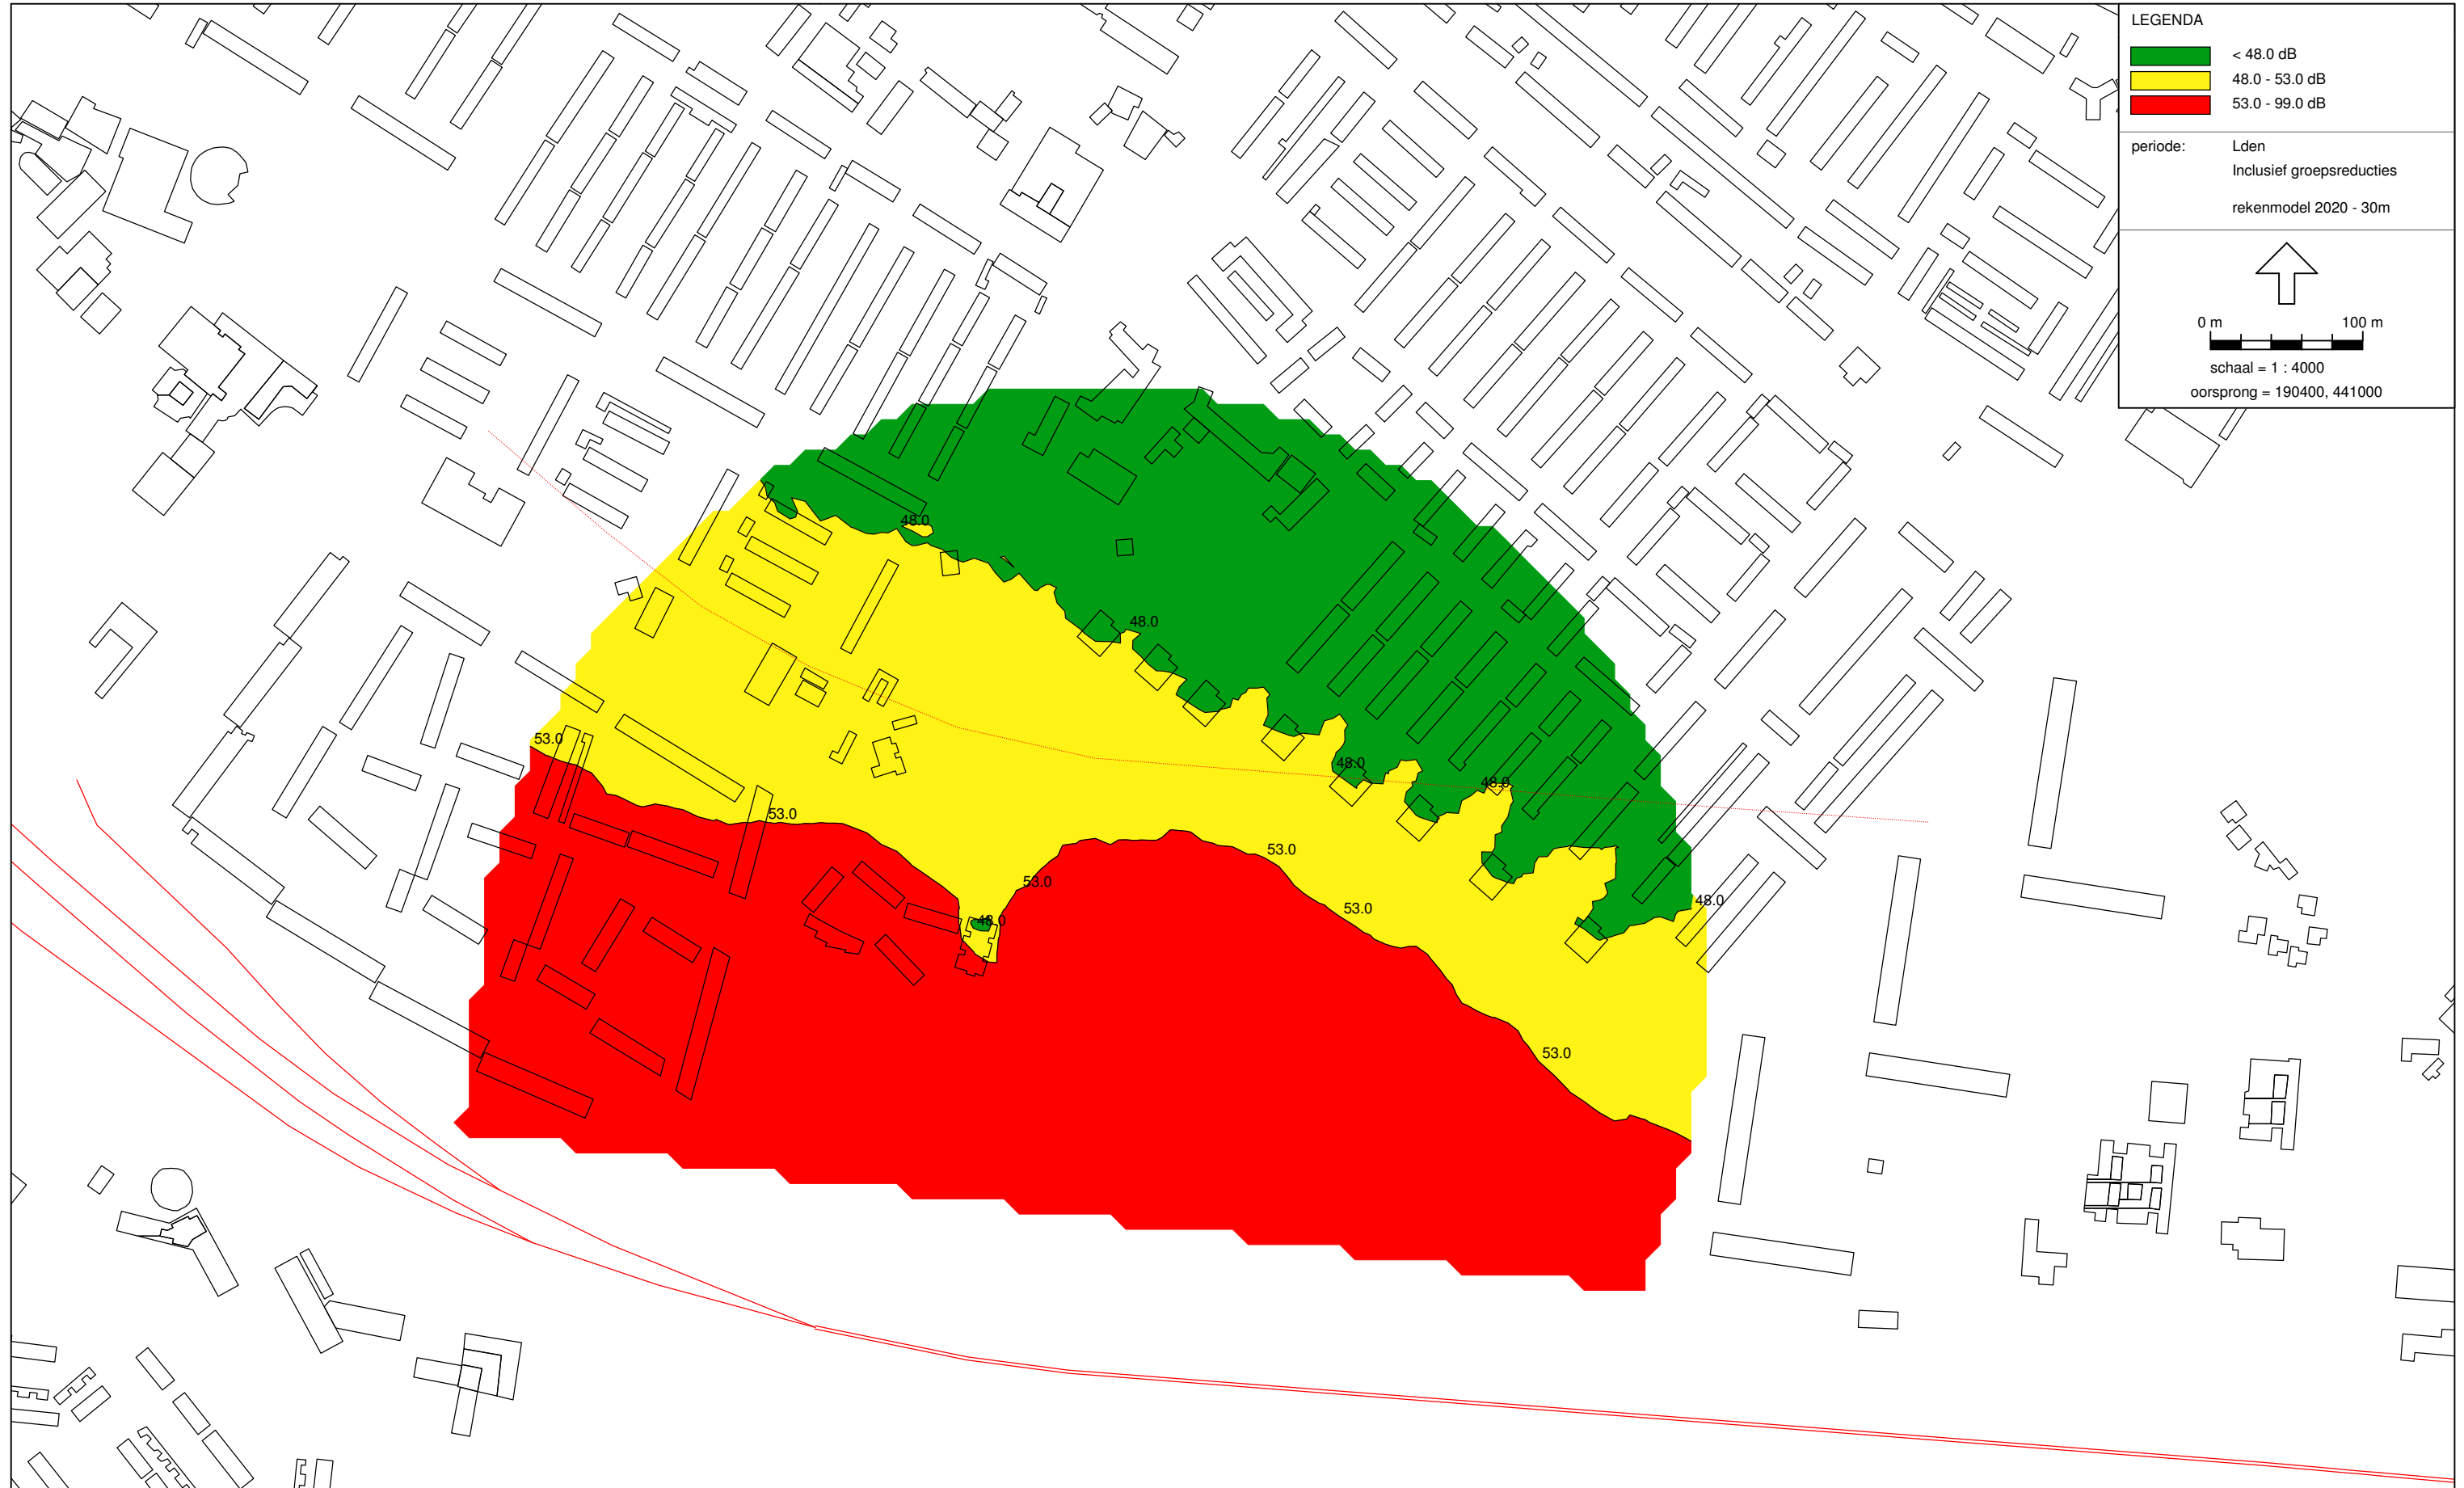 LEGENDA
< 48.0 dB
48.0 - 53.0 dB
53.0 - 99.0 dB
periode: Lden
Inclusief groepsreducties
rekenmodel 2020 - 30m
0 m 100 m
schaal = 1 : 4000
oorsprong = 190400, 441000
48.0
48.0
53.0
48.0
48.0
53.0
53.0
53.0
48.0
53.0
48.0
53.0